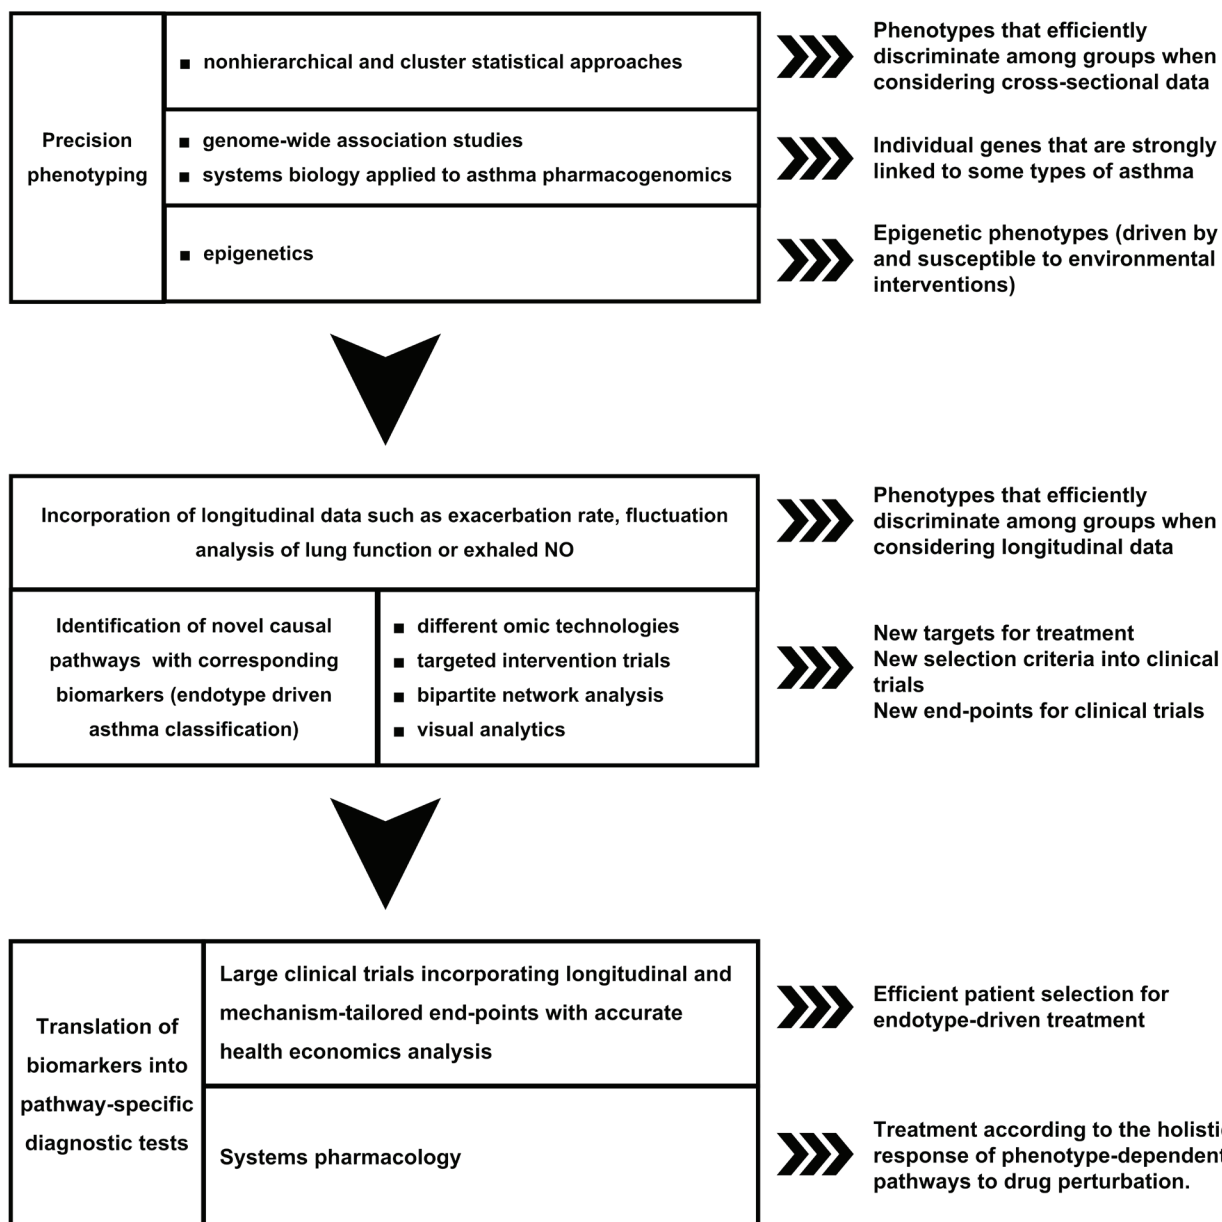 Precision
phenotyping
■ nonhierarchical and cluster statistical approaches
Phenotypes that efficiently
discriminate among groups when
considering cross-sectional data
■ genome-wide association studies
■ systems biology applied to asthma pharmacogenomics
Individual genes that are strongly
linked to some types of asthma
■ epigenetics
Epigenetic phenotypes (driven by
and susceptible to environmental
interventions)
Incorporation of longitudinal data such as exacerbation rate, fluctuation
analysis of lung function or exhaled NO
Phenotypes that efficiently
discriminate among groups when
considering longitudinal data
Identification of novel causal
pathways with corresponding
biomarkers (endotype driven
asthma classification)
■ different omic technologies
■ targeted intervention trials
■ bipartite network analysis
■ visual analytics
New targets for treatment
New selection criteria into clinical
trials
New end-points for clinical trials
Translation of
biomarkers into
pathway-specific
diagnostic tests
Large clinical trials incorporating longitudinal and
mechanism-tailored end-points with accurate
health economics analysis
Efficient patient selection for
endotype-driven treatment
Systems pharmacology
Treatment according to the holistic
response of phenotype-dependent
pathways to drug perturbation.